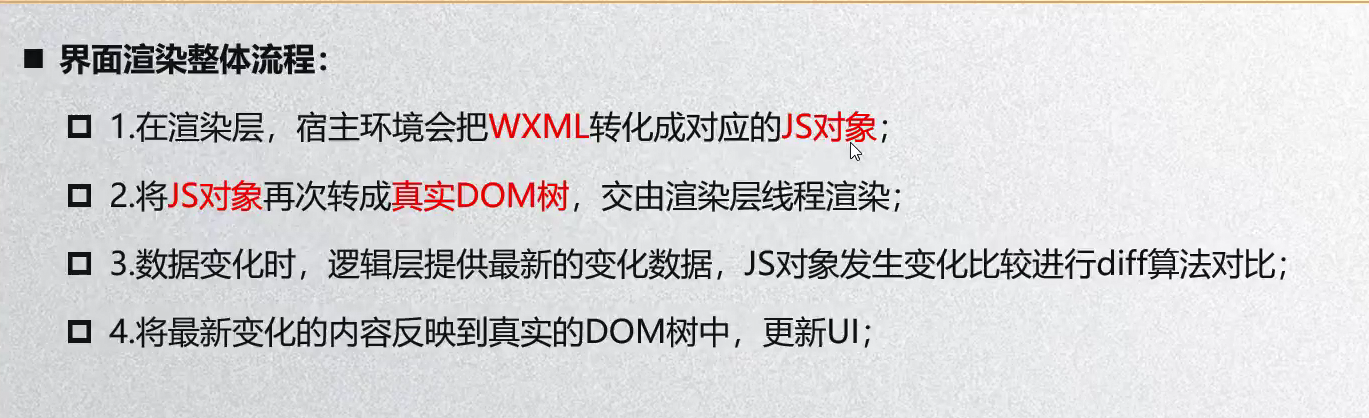 界面渲染整体流程：
1.在渲染层，宿主环境会把WXML转化成对应的JS对象；
2.将JS对象再次转成真实DOM树，交由渲染层线程渲染；
3.数据变化时，逻辑层提供最新的变化数据，JS对象发生变化比较进行diff算法对比；
4.将最新变化的内容反映到真实的DOM树中，更新UI；